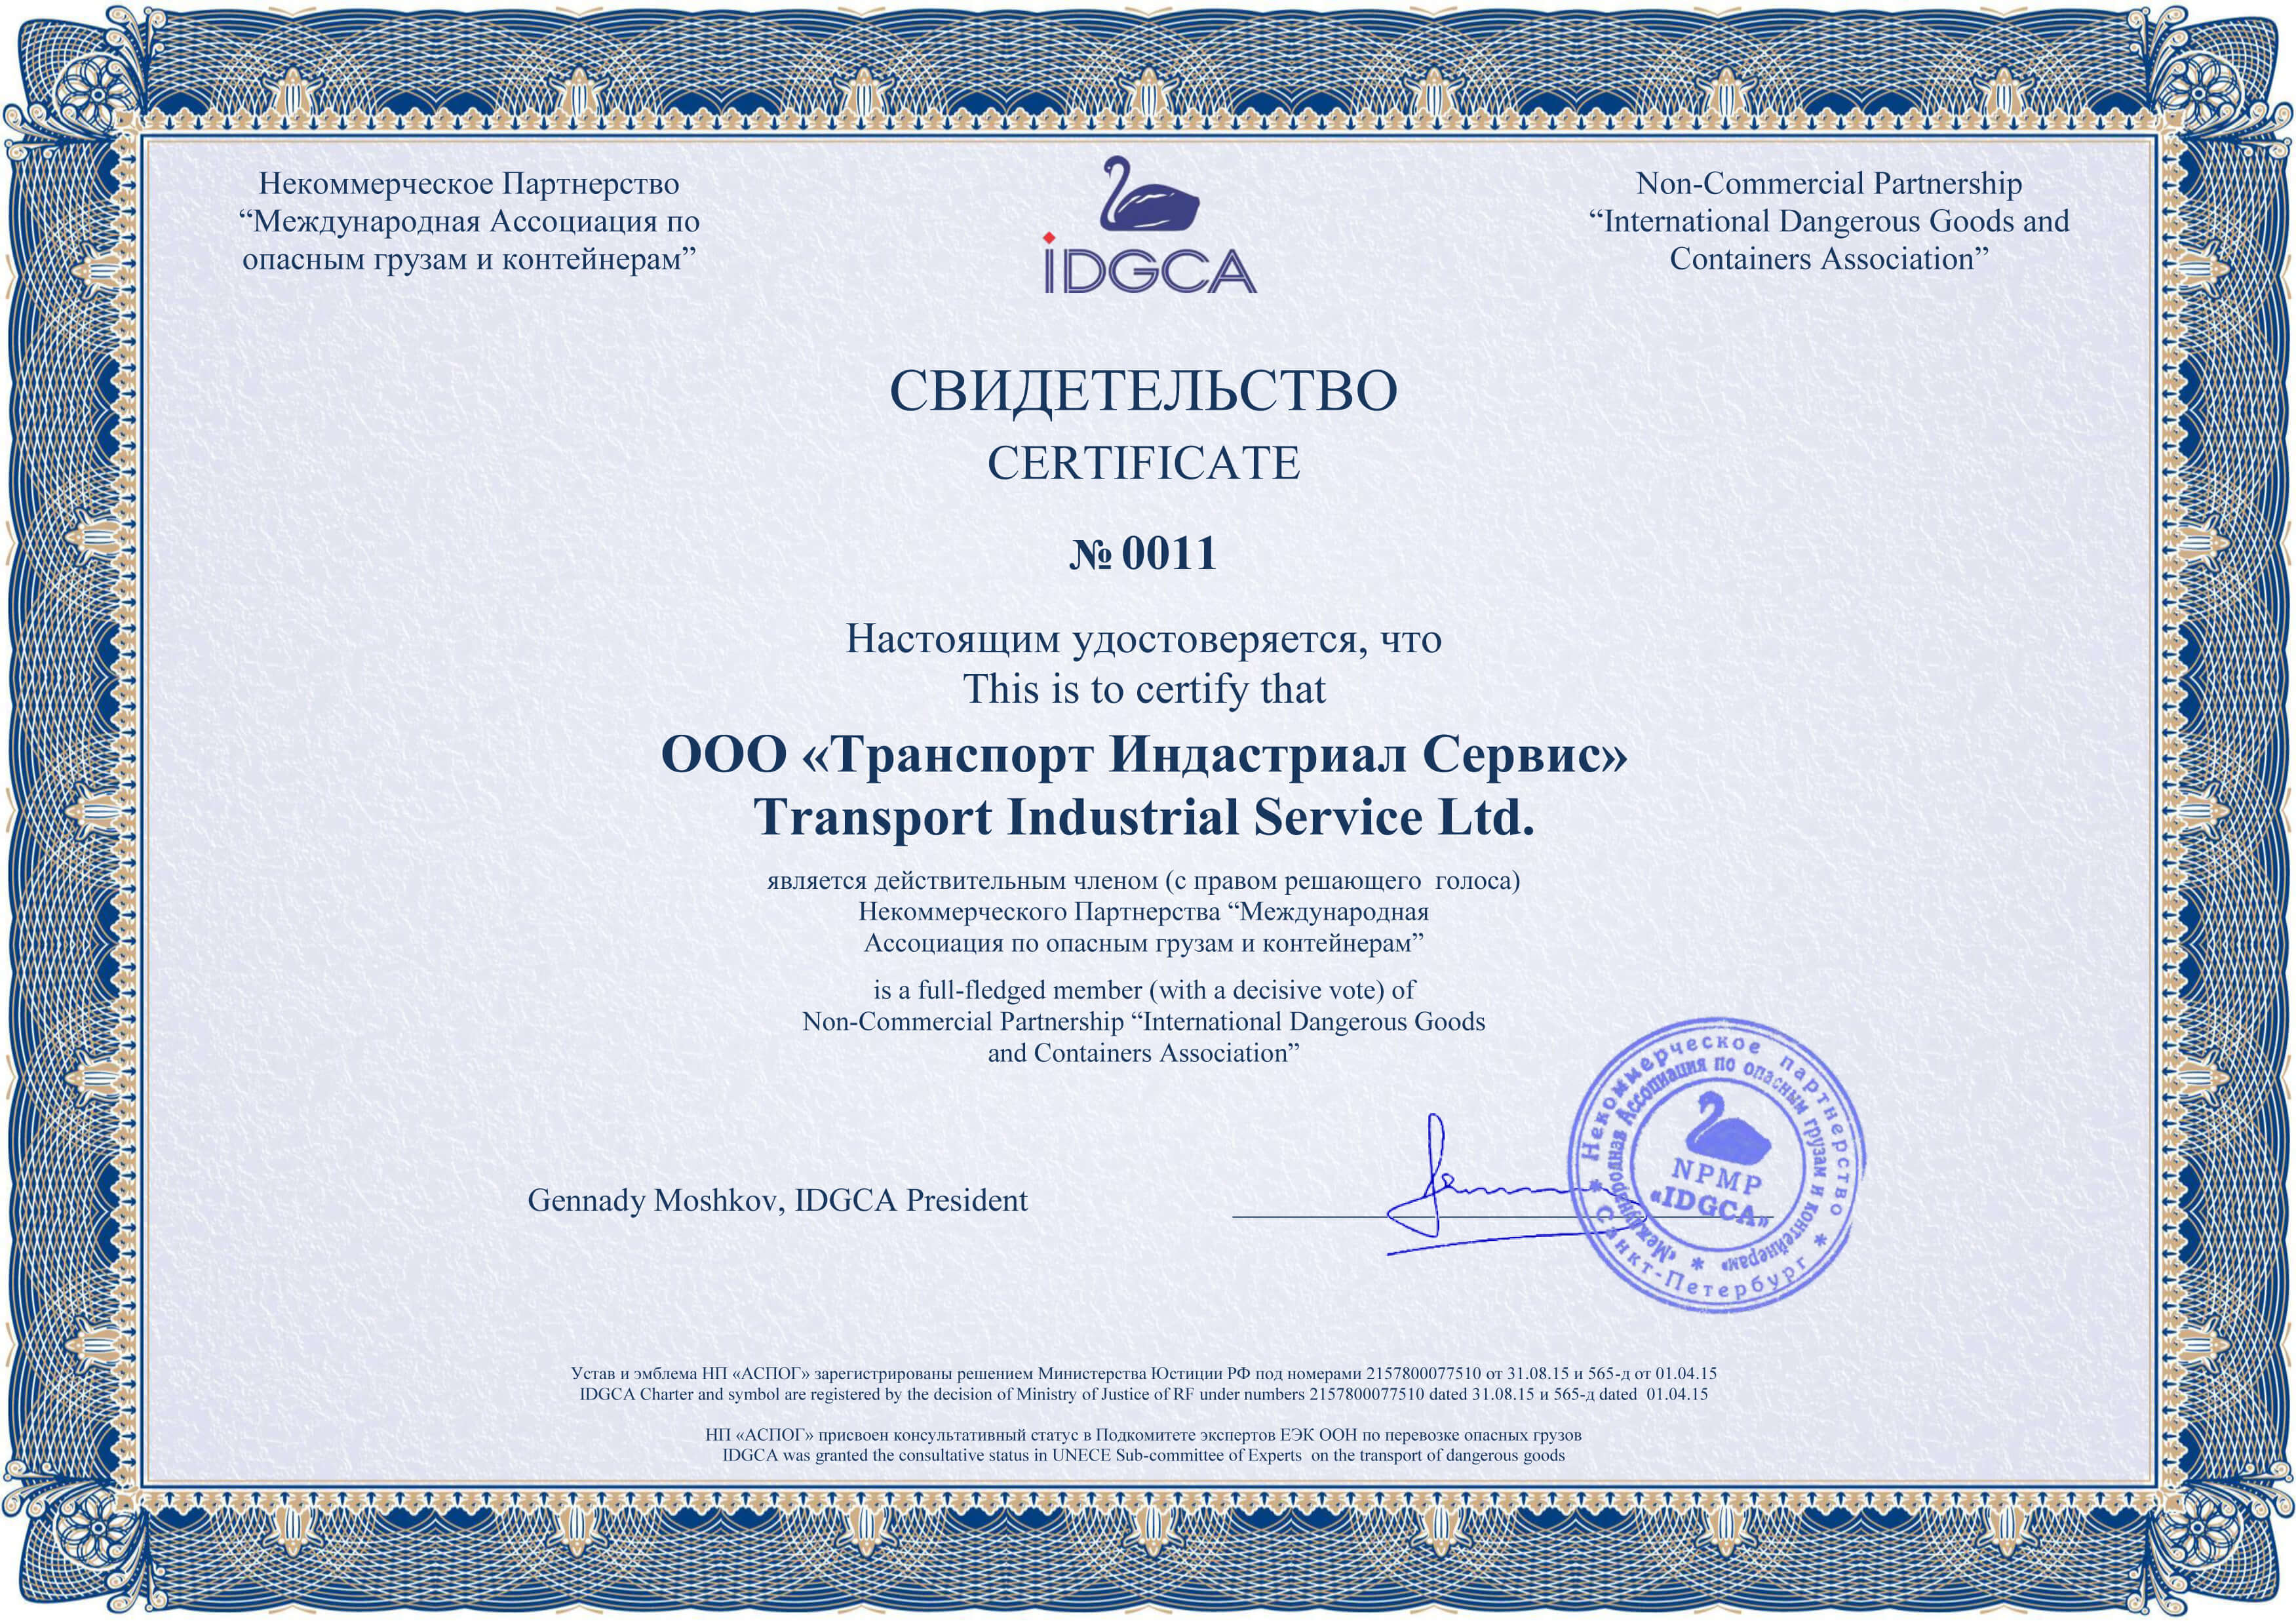 Некоммерческое Партнерство
“Международная Ассоциация по
опасным грузам и контейнерам”
iDGCA
Non-Commercial Partnership
“International Dangerous Goods and
Containers Association”
СВИДЕТЕЛЬСТВО
CERTIFICATE
№ 0011
Настоящим удостоверяется, что
This is to certify that
ООО «Транспорт Индастриал Сервис»
Transport Industrial Service Ltd.
является действительным членом (с правом решающего голоса)
Некоммерческого Партнерства “Международная
Ассоциация по опасным грузам и контейнерам”
is a full-fledged member (with a decisive vote) of
Non-Commercial Partnership “International Dangerous Goods
and Containers Association”
Gennady Moshkov, IDGCA President
Некоммерческое партнерство * Санкт-Петербург *
«Международная Ассоциация по опасным грузам и контейнерам» *
NPMP
«IDGCA»
Устав и эмблема НП «АСПОГ» зарегистрированы решением Министерства Юстиции РФ под номерами 2157800077510 от 31.08.15 и 565-д от 01.04.15
IDGCA Charter and symbol are registered by the decision of Ministry of Justice of RF under numbers 2157800077510 dated 31.08.15 и 565-д dated 01.04.15
НП «АСПОГ» присвоен консультативный статус в Подкомитете экспертов ЕЭК ООН по перевозке опасных грузов
IDGCA was granted the consultative status in UNECE Sub-committee of Experts on the transport of dangerous goods